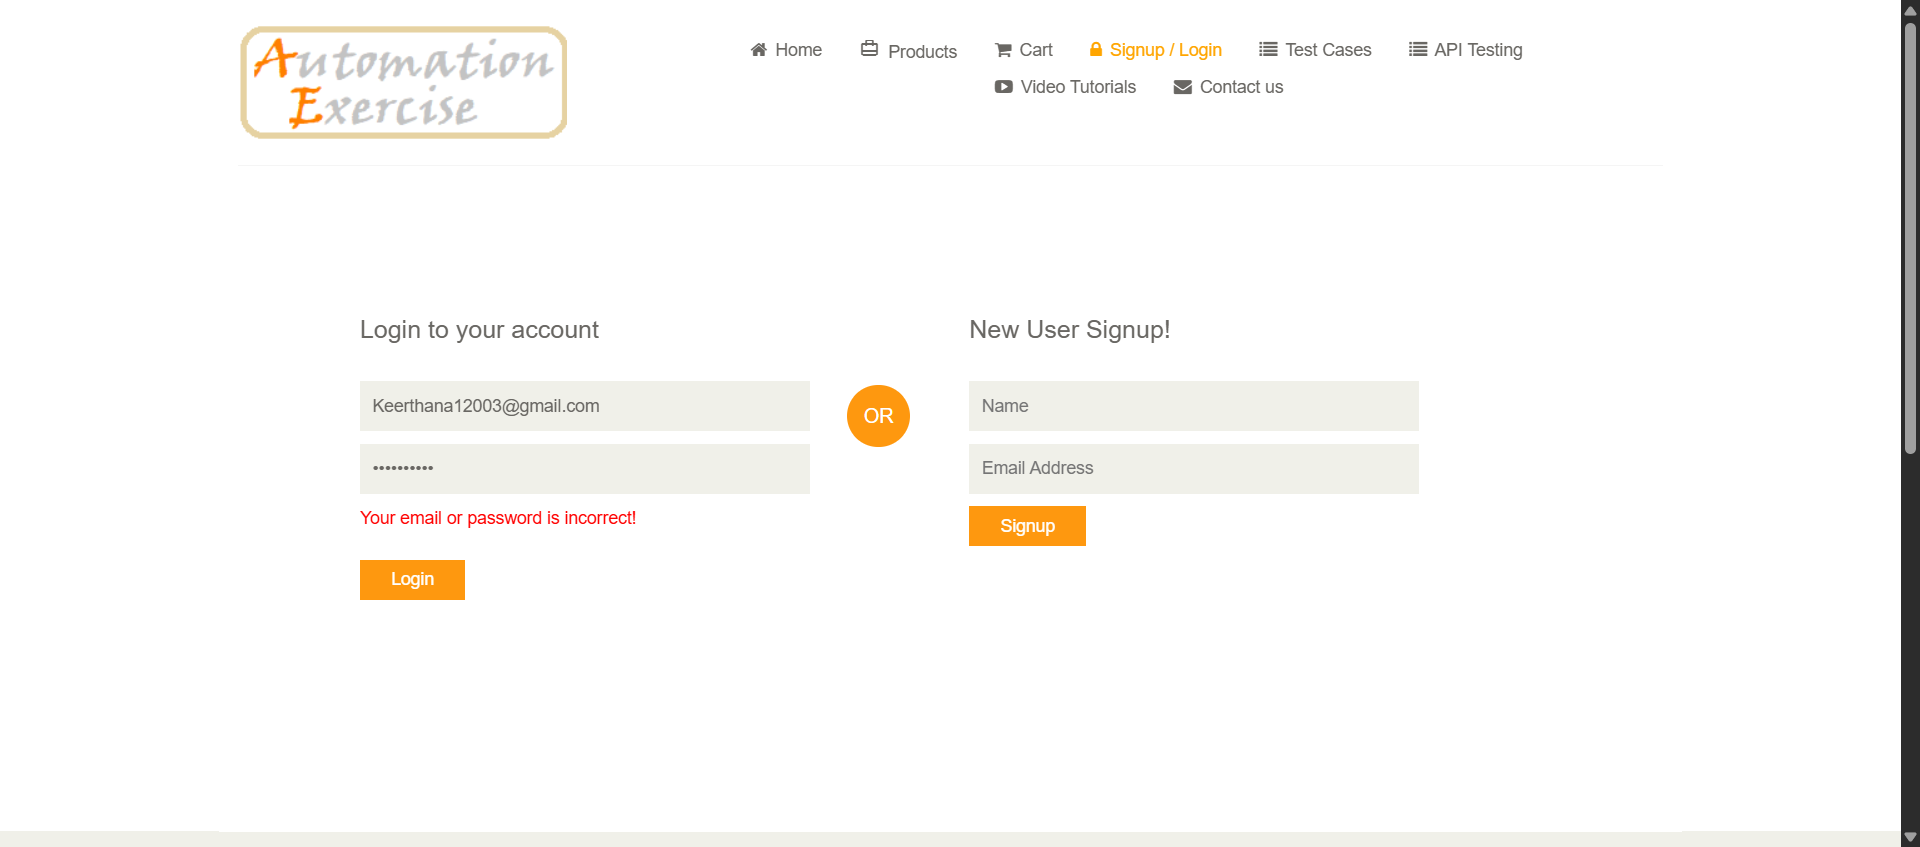 Automation
Exercise
Home
Products
Cart
Signup / Login
Test Cases
API Testing
Video Tutorials
Contact us
Login to your account
Keerthana12003@gmail.com
••••••••••
Your email or password is incorrect!
Login
OR
New User Signup!
Name
Email Address
Signup